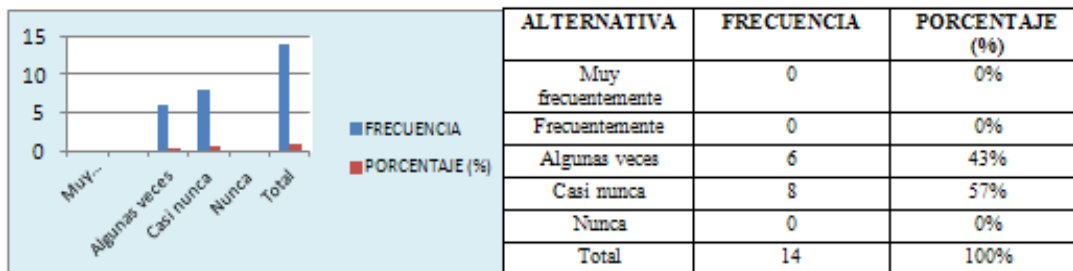 15
10
5
0
Muy...
Algunas veces
Casi nunca
Nunca
Total
FRECUENCIA
PORCENTAJE (%)
ALTERNATIVA FRECUENCIA PORCENTAJE
(%)
Muy
frecuentemente 0 0%
Frecuentemente 0 0%
Algunas veces 6 43%
Casi nunca 8 57%
Nunca 0 0%
Total 14 100%